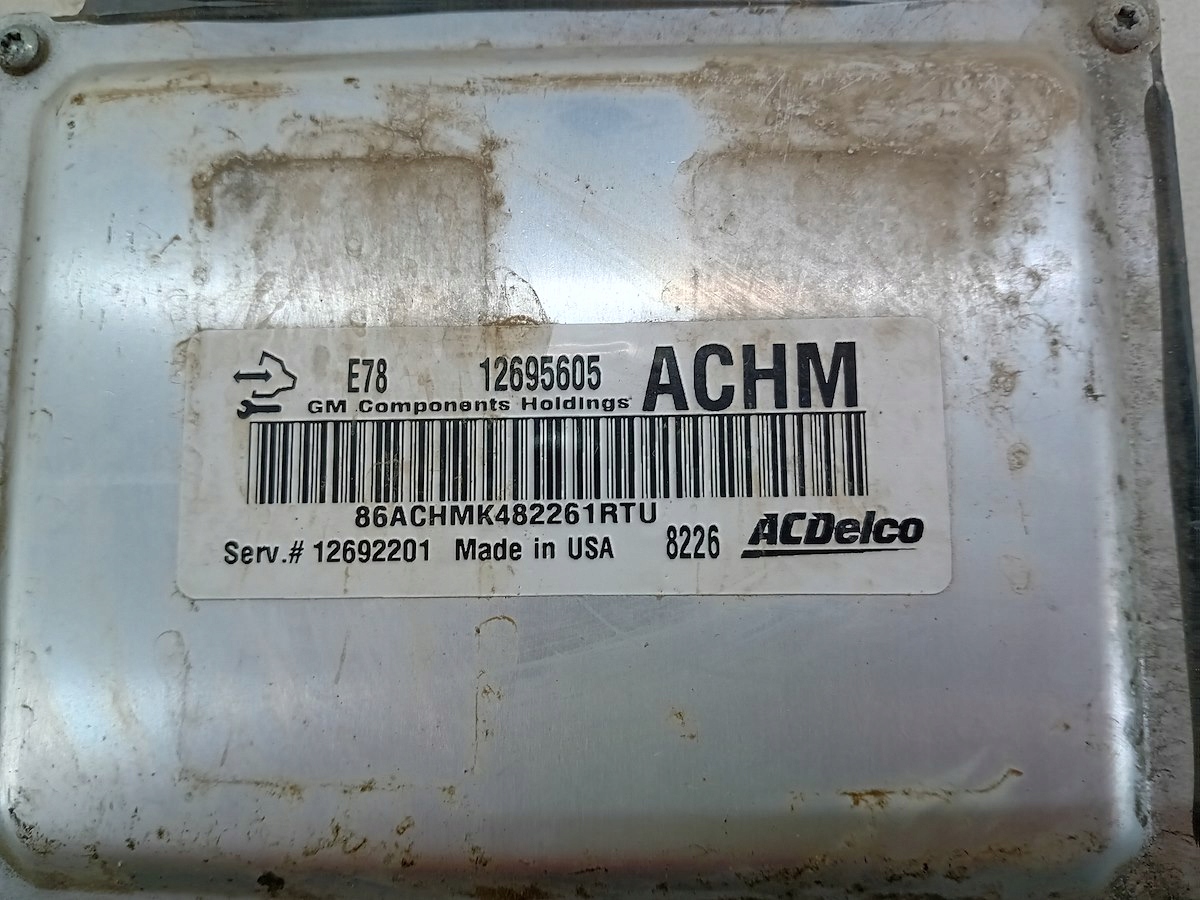 E78 12695605 ACHM
GM Components Holdings
86ACHMK482261RTU
Serv.# 12692201 Made in USA 8226 ACDelco